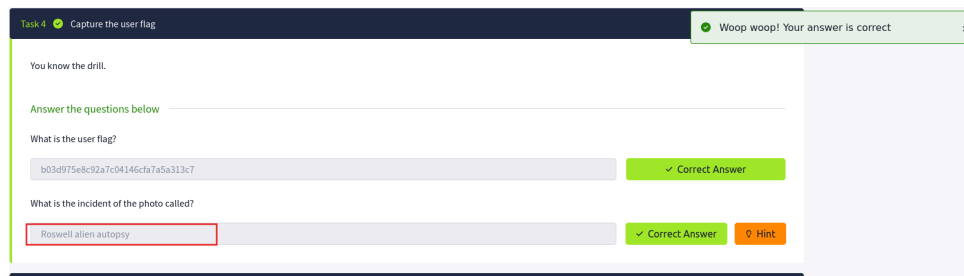 Task 4 Capture the user flag
Woop woop! Your answer is correct
You know the drill.
Answer the questions below
What is the user flag?
b03d975e8c92a7c04146cfa7a5a313c7
Correct Answer
What is the incident of the photo called?
Roswell alien autopsy
Correct Answer
Hint